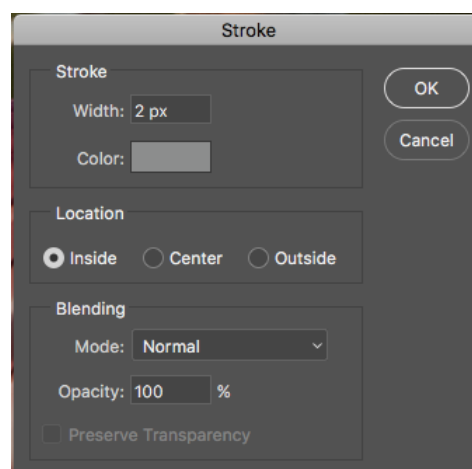 Stroke
Stroke
Width: 2 px
Color:
OK
Cancel
Location
Inside Center Outside
Blending
Mode: Normal
Opacity: 100 %
Preserve Transparency